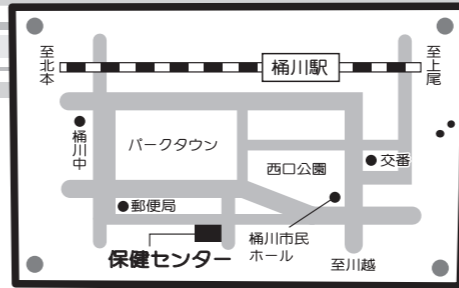 至北本
桶川駅
至上尾
桶川中
パークタウン
西口公園
交番
郵便局
保健センター
桶川市民
ホール
至川越